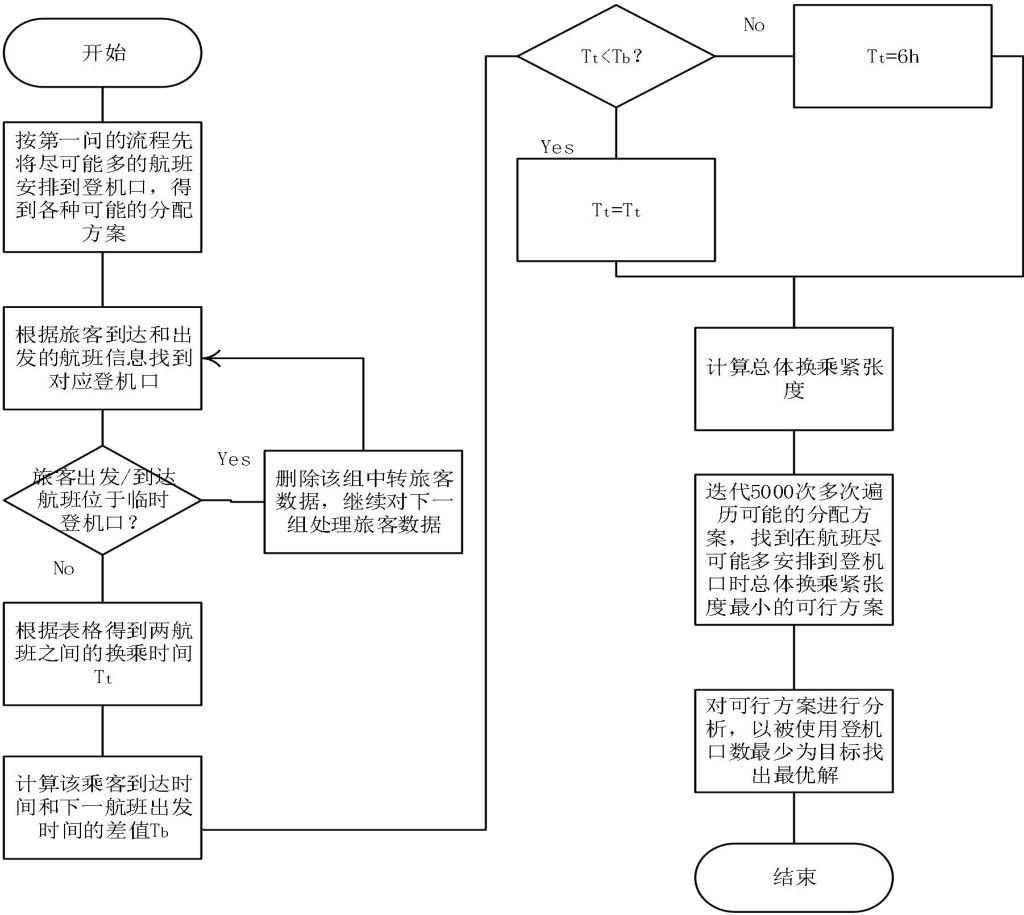 开始
按第一问的流程先
将尽可能多的航班
安排到登机口，得
到各种可能的分配
方案
根据旅客到达和出
发的航班信息找到
对应登机口
旅客出发/到达
航班位于临时
登机口？
Yes
删除该组中转旅客
数据，继续对下一
组处理旅客数据
No
根据表格得到两航
班之间的换乘时间
Tt
计算该乘客到达时
间和下一航班出发
时间的差值Tb
Tt<Tb？
No
Tt=6h
Yes
Tt=Tt
计算总体换乘紧张
度
迭代5000次多次遍
历可能的分配方
案，找到在航班尽
可能多安排到登机
口时总体换乘紧张
度最小的可行方案
对可行方案进行分
析，以被使用登机
口数最少为目标找
出最优解
结束